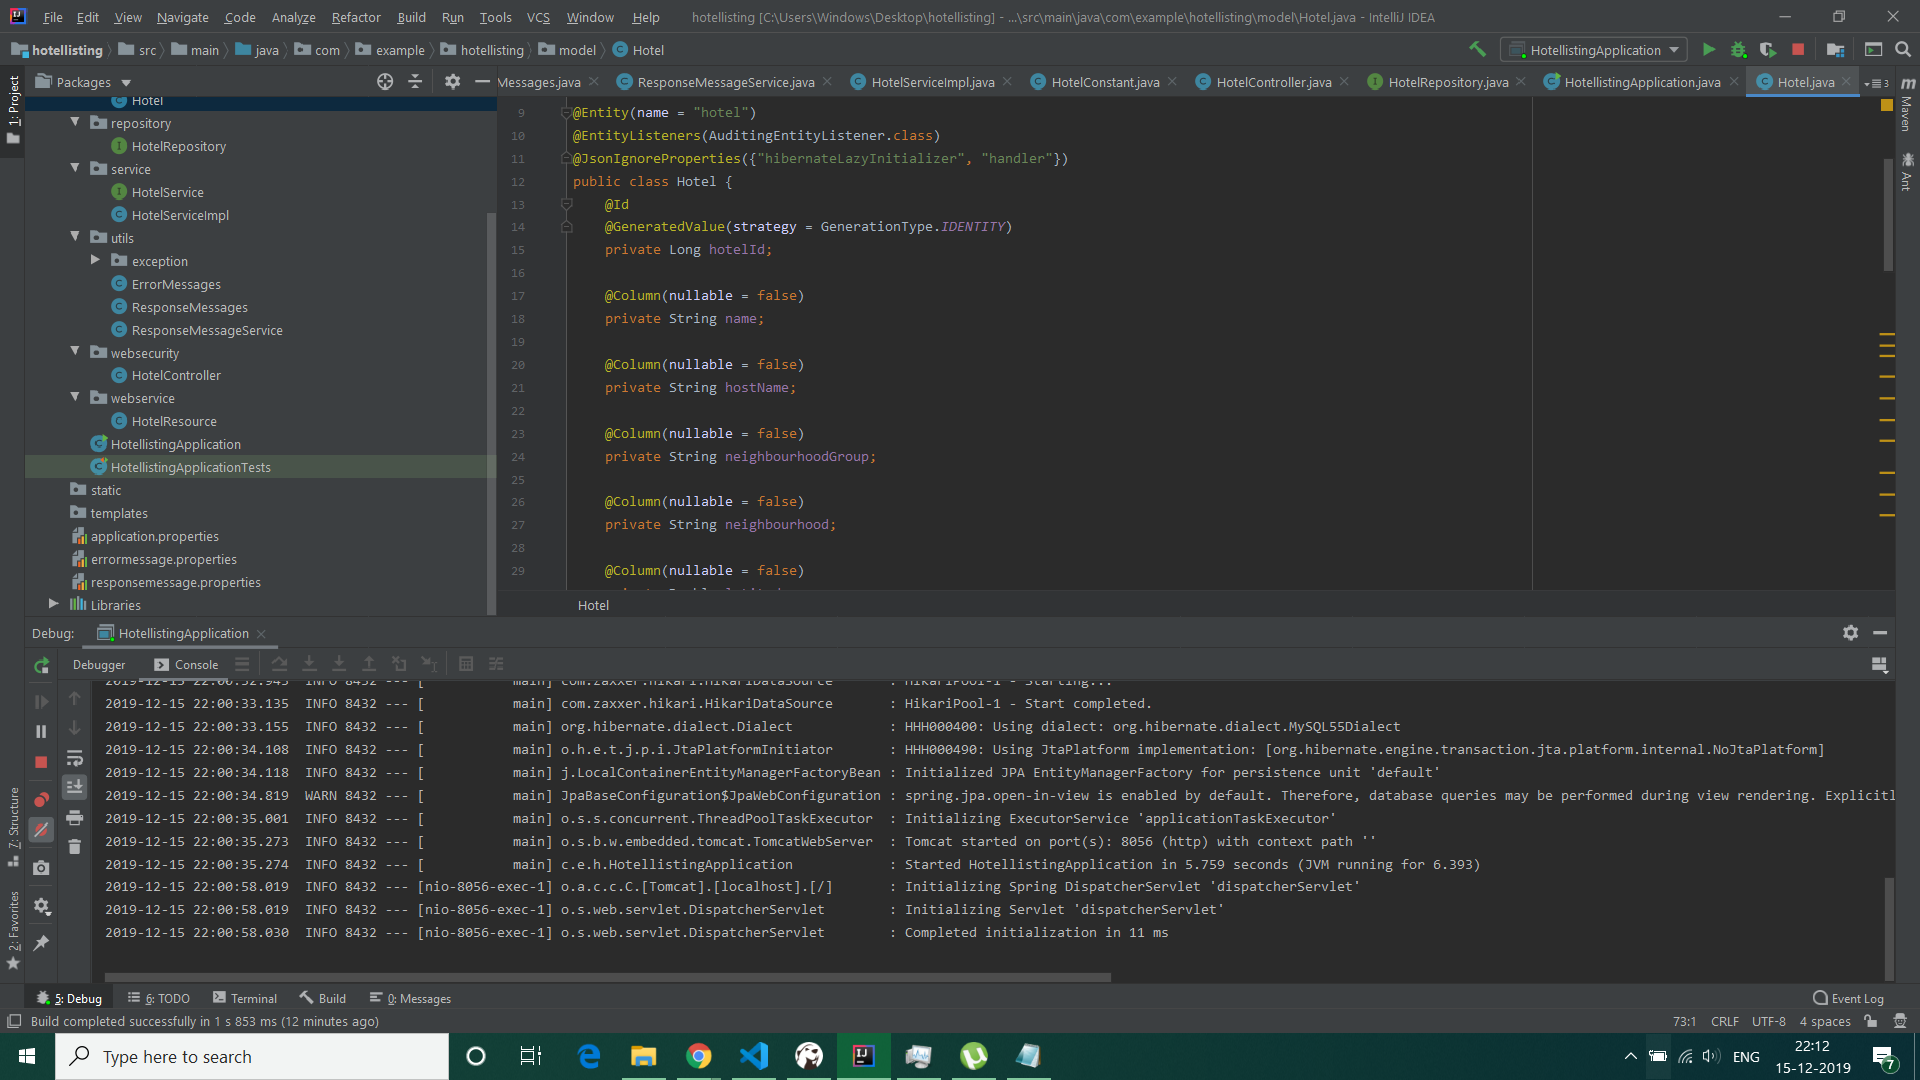 File Edit View Navigate Code Analyze Refactor Build Run Tools VCS Window Help hotellisting [C:\Users\Windows\Desktop\hotellisting] - ...\src\main\java\com\example\hotellisting\model\Hotel.java - IntelliJ IDEA
hotellisting src main java com example hotellisting model Hotel HotellistingApplication
Packages
Messages.java ResponseMessageService.java HotelServiceImpl.java HotelConstant.java HotelController.java HotelRepository.java HotellistingApplication.java Hotel.java 3
1: Project
Hotel
repository
HotelRepository
service
HotelService
HotelServiceImpl
utils
exception
ErrorMessages
ResponseMessages
ResponseMessageService
websecurity
HotelController
webservice
HotelResource
HotellistingApplication
HotellistingApplicationTests
static
templates
application.properties
errormessage.properties
responsemessage.properties
Libraries
9 @Entity(name = "hotel")
10 @EntityListeners(AuditingEntityListener.class)
11 @JsonIgnoreProperties({"hibernateLazyInitializer", "handler"})
12 public class Hotel {
13 @Id
14 @GeneratedValue(strategy = GenerationType.IDENTITY)
15 private Long hotelId;
16
17 @Column(nullable = false)
18 private String name;
19
20 @Column(nullable = false)
21 private String hostName;
22
23 @Column(nullable = false)
24 private String neighbourhoodGroup;
25
26 @Column(nullable = false)
27 private String neighbourhood;
28
29 @Column(nullable = false)
Hotel
m Maven
Ant
Debug: HotellistingApplication
Debugger Console
2019-12-15 22:00:32.945 INFO 8432 --- [ main] com.zaxxer.hikari.HikariDataSource : HikariPool-1 - Starting...
2019-12-15 22:00:33.135 INFO 8432 --- [ main] com.zaxxer.hikari.HikariDataSource : HikariPool-1 - Start completed.
2019-12-15 22:00:33.155 INFO 8432 --- [ main] org.hibernate.dialect.Dialect : HHH000400: Using dialect: org.hibernate.dialect.MySQL55Dialect
2019-12-15 22:00:34.108 INFO 8432 --- [ main] o.h.e.t.j.p.i.JtaPlatformInitiator : HHH000490: Using JtaPlatform implementation: [org.hibernate.engine.transaction.jta.platform.internal.NoJtaPlatform]
2019-12-15 22:00:34.118 INFO 8432 --- [ main] j.LocalContainerEntityManagerFactoryBean : Initialized JPA EntityManagerFactory for persistence unit 'default'
2019-12-15 22:00:34.819 WARN 8432 --- [ main] JpaBaseConfiguration$JpaWebConfiguration : spring.jpa.open-in-view is enabled by default. Therefore, database queries may be performed during view rendering. Explicitl
2019-12-15 22:00:35.001 INFO 8432 --- [ main] o.s.s.concurrent.ThreadPoolTaskExecutor : Initializing ExecutorService 'applicationTaskExecutor'
2019-12-15 22:00:35.273 INFO 8432 --- [ main] o.s.b.w.embedded.tomcat.TomcatWebServer : Tomcat started on port(s): 8056 (http) with context path ''
2019-12-15 22:00:35.274 INFO 8432 --- [ main] c.e.h.HotellistingApplication : Started HotellistingApplication in 5.759 seconds (JVM running for 6.393)
2019-12-15 22:00:58.019 INFO 8432 --- [nio-8056-exec-1] o.a.c.c.C.[Tomcat].[localhost].[/] : Initializing Spring DispatcherServlet 'dispatcherServlet'
2019-12-15 22:00:58.019 INFO 8432 --- [nio-8056-exec-1] o.s.web.servlet.DispatcherServlet : Initializing Servlet 'dispatcherServlet'
2019-12-15 22:00:58.030 INFO 8432 --- [nio-8056-exec-1] o.s.web.servlet.DispatcherServlet : Completed initialization in 11 ms
7: Structure
2: Favorites
5: Debug 6: TODO Terminal Build 0: Messages Event Log
Build completed successfully in 1 s 853 ms (12 minutes ago) 73:1 CRLF UTF-8 4 spaces
Type here to search ENG 22:12
15-12-2019 7